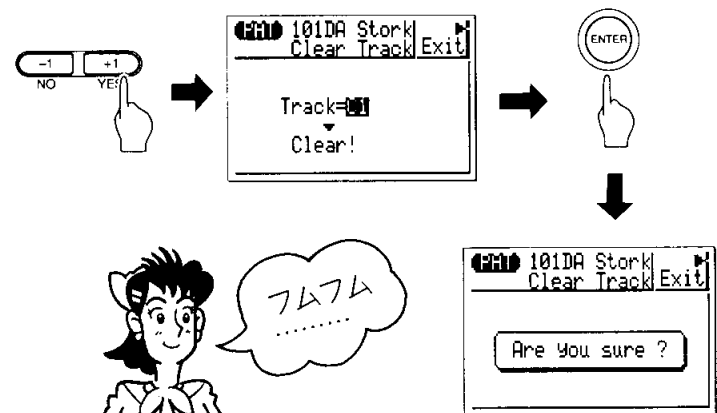 -1 +1
NO YES
PAT 101DA Stork
Clear Track Exit
Track=01
Clear!
ENTER
PAT 101DA Stork
Clear Track Exit
Are You sure ?
フムフム
.........